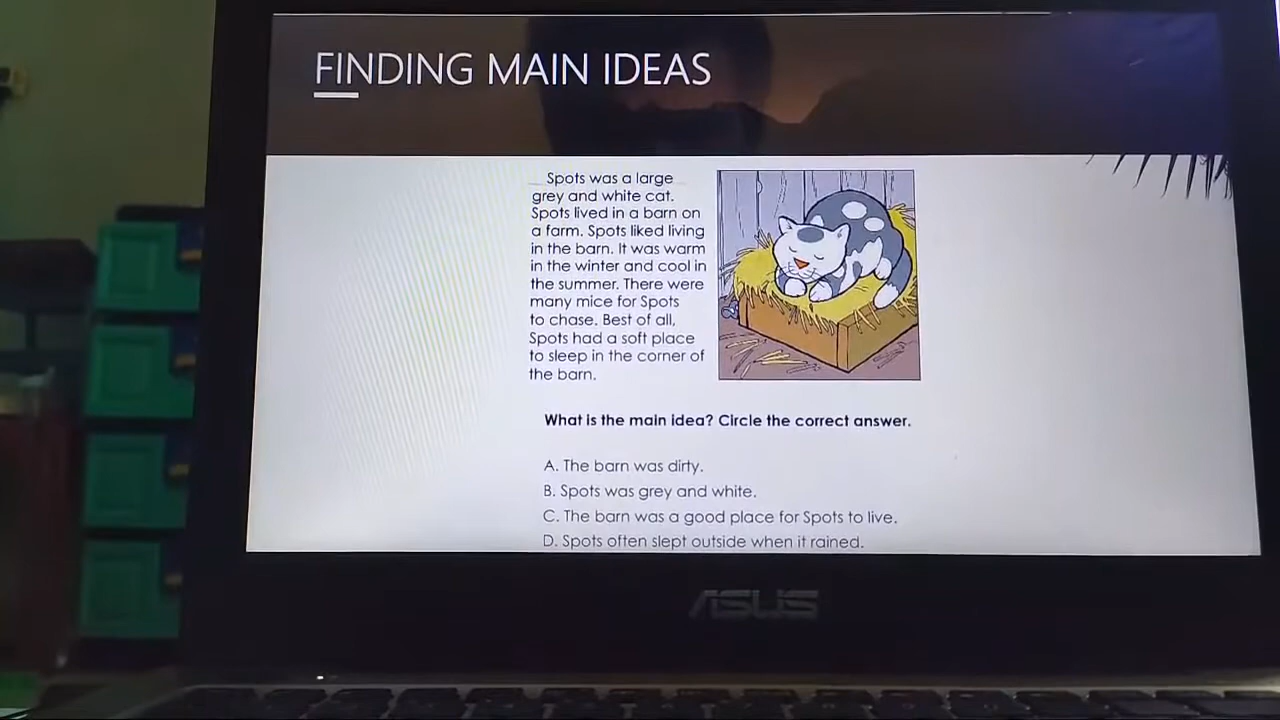 FINDING MAIN IDEAS
Spots was a large
grey and white cat.
Spots lived in a barn on
a farm. Spots liked living
in the barn. It was warm
in the winter and cool in
the summer. There were
many mice for Spots
to chase. Best of all,
Spots had a soft place
to sleep in the corner of
the barn.
What is the main idea? Circle the correct answer.
A. The barn was dirty.
B. Spots was grey and white.
C. The barn was a good place for Spots to live.
D. Spots often slept outside when it rained.
ASUS